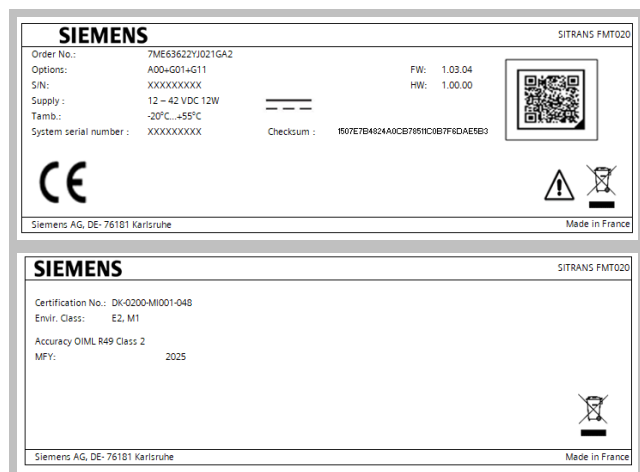 SIEMENS SITRANS FMT020
Order No.: 7ME63622YJ021GA2
Options: A00+G01+G11 FW: 1.03.04
S/N: XXXXXXXXX HW: 1.00.00
Supply : 12 – 42 VDC 12W
Tamb.: -20°C...+55°C
System serial number : XXXXXXXXX Checksum : 1507E7B4824A0CB78511C0B7F6DAE5B3
CE
Siemens AG, DE- 76181 Karlsruhe Made in France
SIEMENS SITRANS FMT020
Certification No.: DK-0200-MI001-048
Envir. Class: E2, M1
Accuracy OIML R49 Class 2
MFY: 2025
Siemens AG, DE- 76181 Karlsruhe Made in France